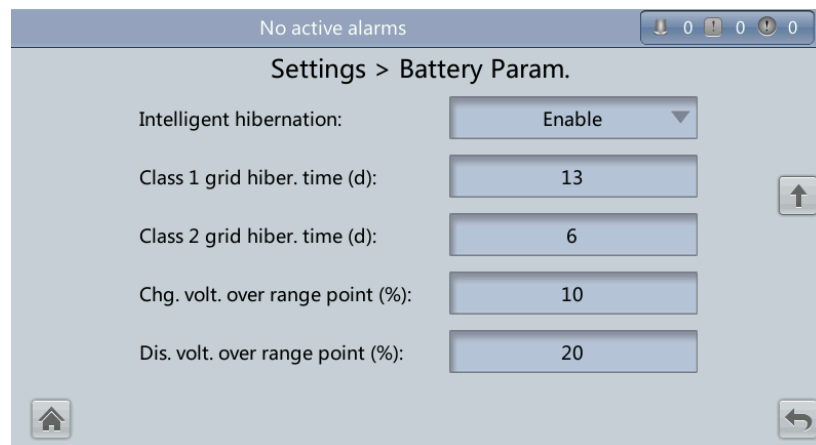 No active alarms 0 0 0
Settings > Battery Param.
Intelligent hibernation: Enable
Class 1 grid hiber. time (d): 13
Class 2 grid hiber. time (d): 6
Chg. volt. over range point (%): 10
Dis. volt. over range point (%): 20